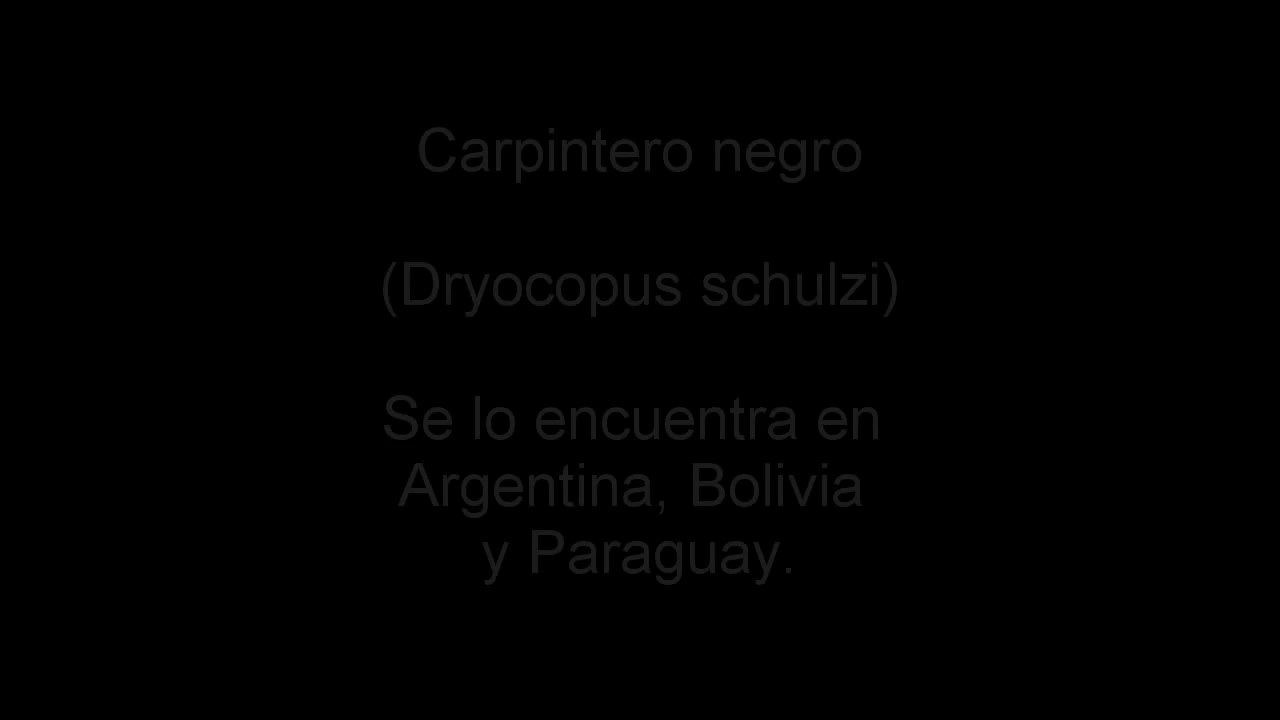 Carpintero negro
(Dryocopus schulzi)
Se lo encuentra en
Argentina, Bolivia
y Paraguay.